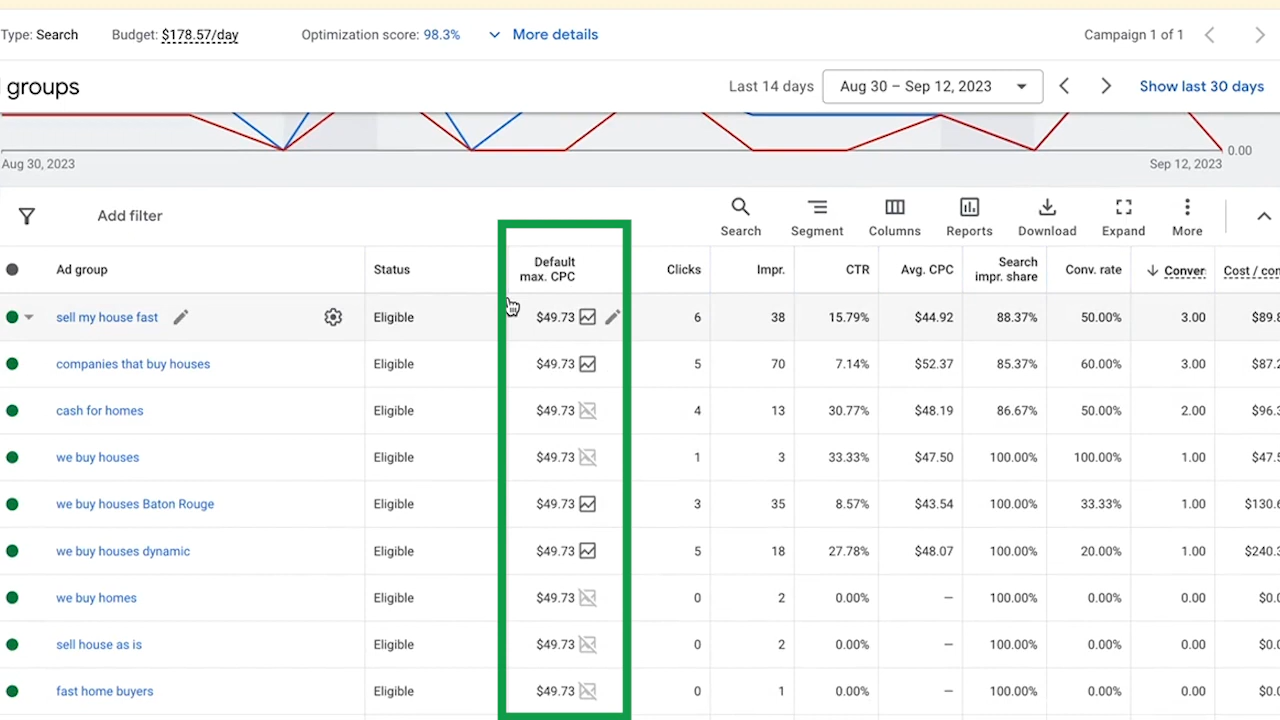 Type: Search Budget: $178.57/day Optimization score: 98.3% More details Campaign 1 of 1
groups Last 14 days Aug 30 – Sep 12, 2023 Show last 30 days
0.00
Aug 30, 2023 Sep 12, 2023
Add filter Search Segment Columns Reports Download Expand More
Ad group Status Default max. CPC Clicks Impr. CTR Avg. CPC Search impr. share Conv. rate Conver Cost / con
sell my house fast Eligible $49.73 6 38 15.79% $44.92 88.37% 50.00% 3.00 $89.8
companies that buy houses Eligible $49.73 5 70 7.14% $52.37 85.37% 60.00% 3.00 $87.2
cash for homes Eligible $49.73 4 13 30.77% $48.19 86.67% 50.00% 2.00 $96.3
we buy houses Eligible $49.73 1 3 33.33% $47.50 100.00% 100.00% 1.00 $47.5
we buy houses Baton Rouge Eligible $49.73 3 35 8.57% $43.54 100.00% 33.33% 1.00 $130.6
we buy houses dynamic Eligible $49.73 5 18 27.78% $48.07 100.00% 20.00% 1.00 $240.3
we buy homes Eligible $49.73 0 2 0.00% – 100.00% 0.00% 0.00 $0.0
sell house as is Eligible $49.73 0 2 0.00% – 100.00% 0.00% 0.00 $0.0
fast home buyers Eligible $49.73 0 1 0.00% – 100.00% 0.00% 0.00 $0.0